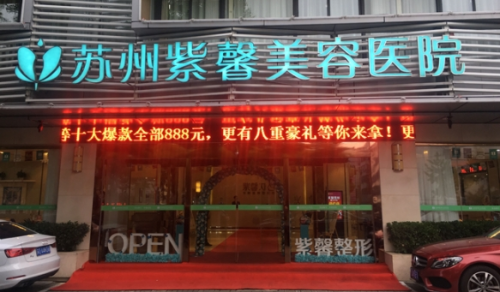 苏州紫馨美容医院
等十大爆款全部888元，更有八重豪礼等你来拿！更
OPEN
紫馨整形